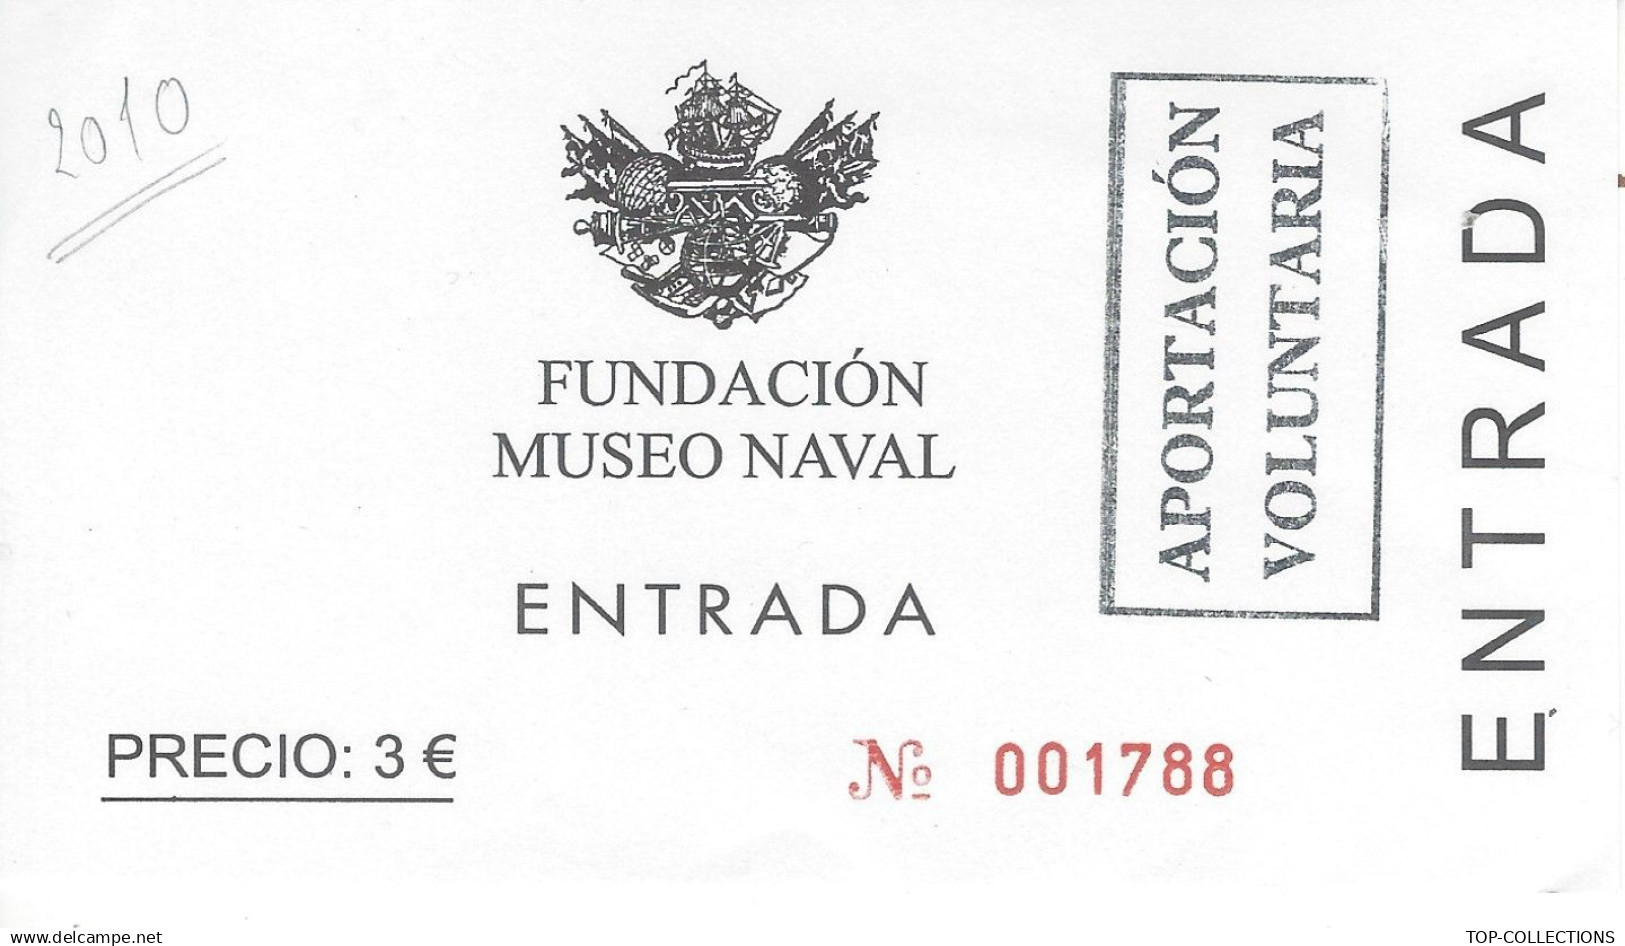 2010
FUNDACIÓN
MUSEO NAVAL
ENTRADA
PRECIO: 3 €
Nº 001788
APORTACIÓN
VOLUNTARIA
ENTRADA
www.delcampe.net
TOP-COLLECTIONS